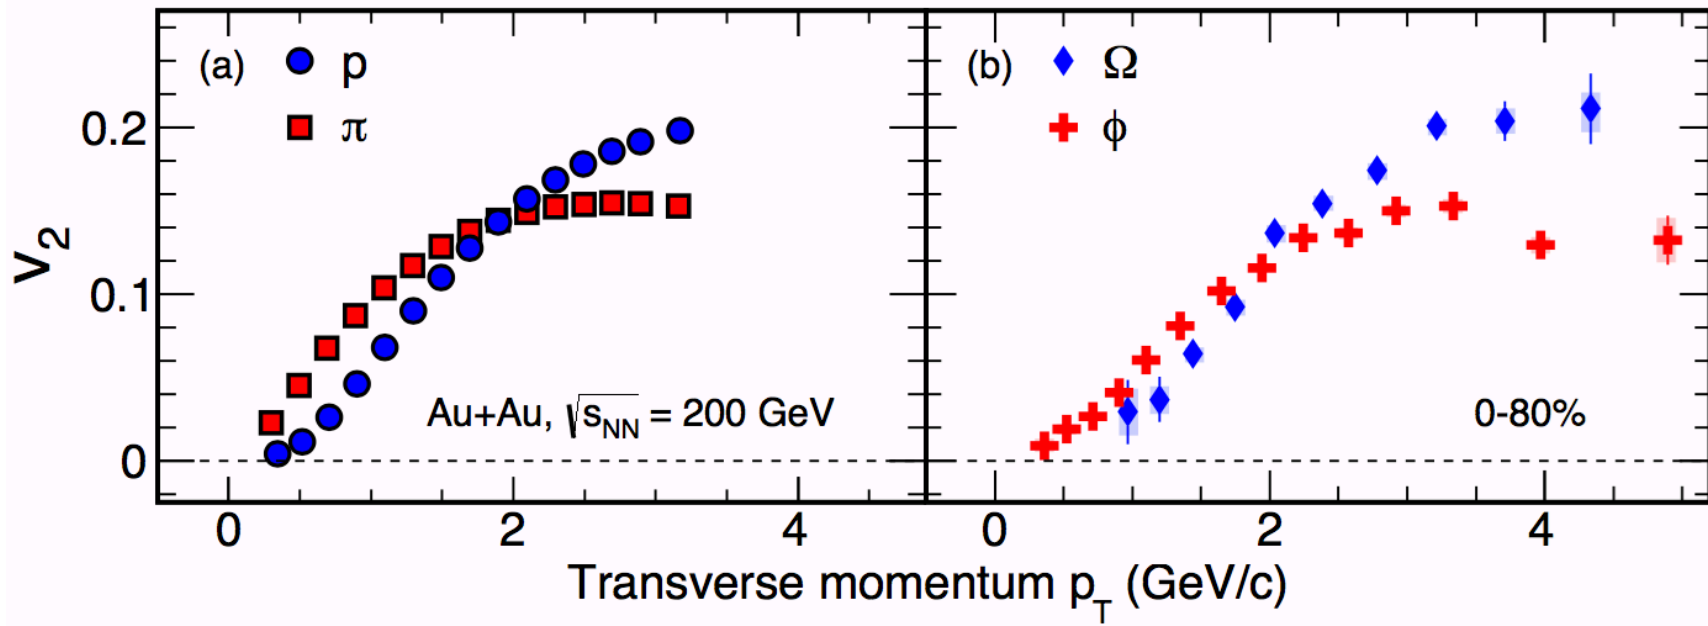 (a) p
π
(b) Ω
ϕ
v₂
0.2
0.1
0
Au+Au, √sNN = 200 GeV
0-80%
0 2 4
0 2 4
Transverse momentum pT (GeV/c)